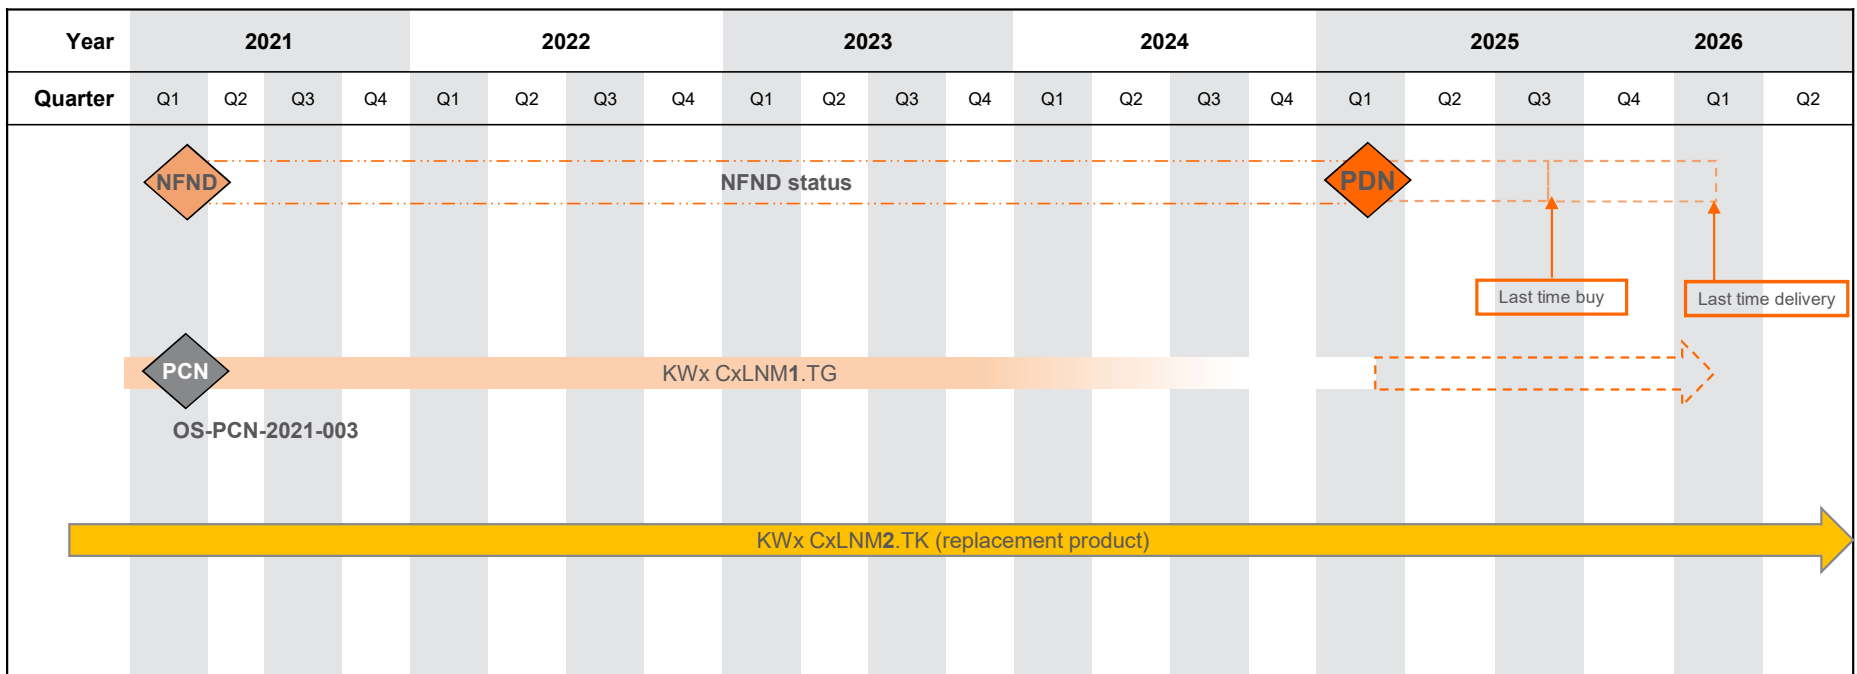 Year 2021 2022 2023 2024 2025 2026
Quarter Q1 Q2 Q3 Q4 Q1 Q2 Q3 Q4 Q1 Q2 Q3 Q4 Q1 Q2 Q3 Q4 Q1 Q2 Q3 Q4 Q1 Q2
NFND NFND status PDN
Last time buy Last time delivery
PCN KWx CxLNM1.TG
OS-PCN-2021-003
KWx CxLNM2.TK (replacement product)